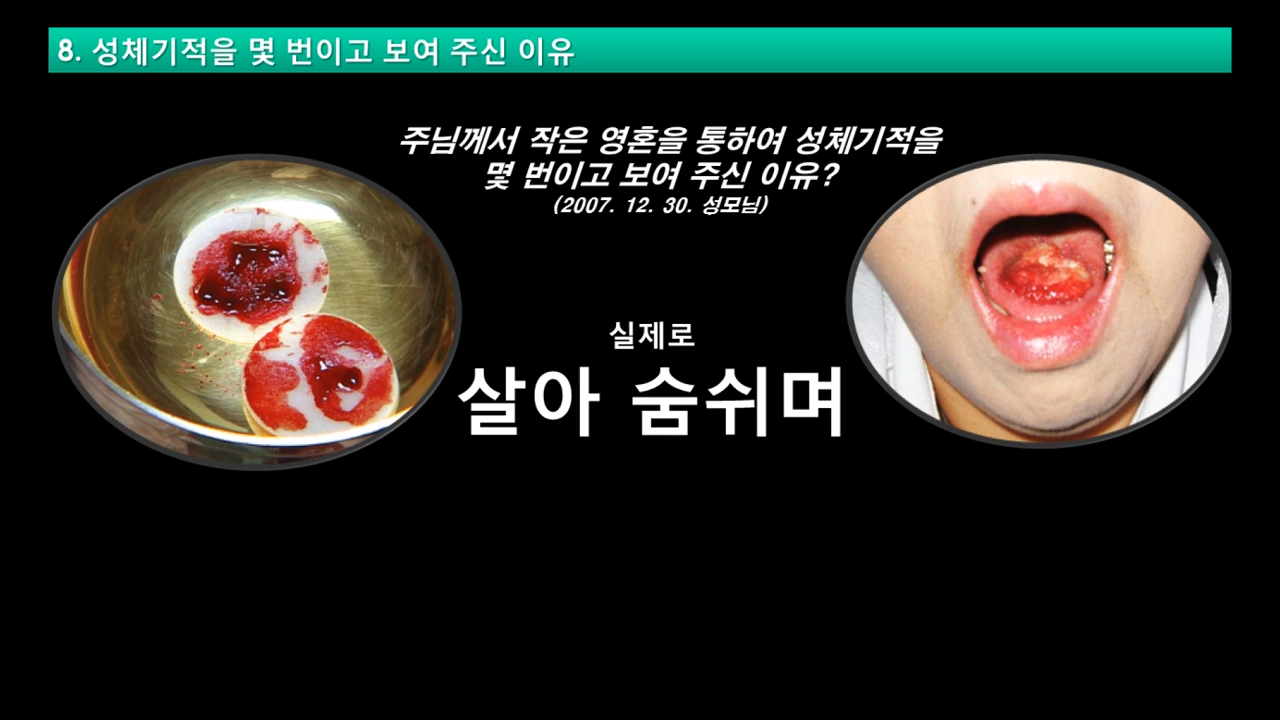 8. 성체기적을 몇 번이고 보여 주신 이유
주님께서 작은 영혼을 통하여 성체기적을
몇 번이고 보여 주신 이유?
(2007. 12. 30. 성모님)
실제로
살아 숨쉬며